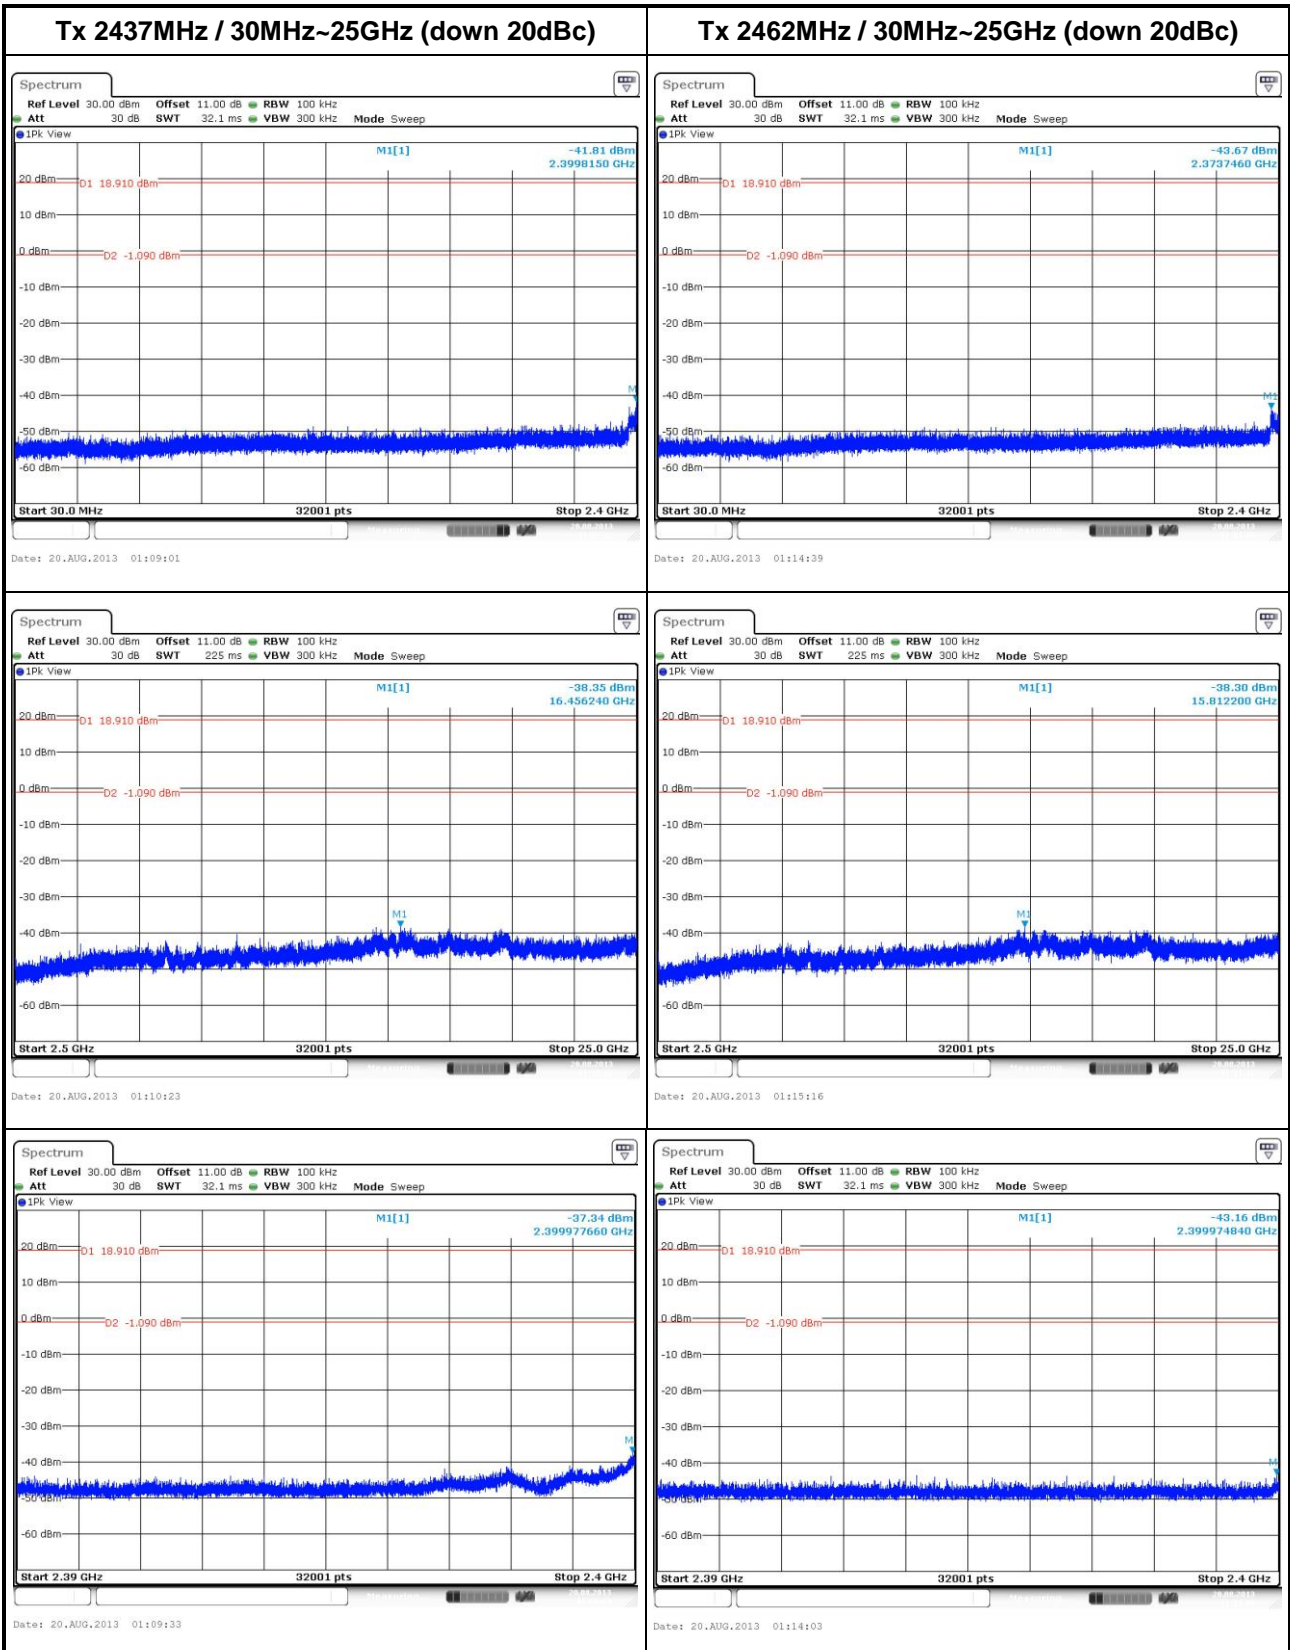 Tx 2437MHz / 30MHz~25GHz (down 20dBc)
Tx 2462MHz / 30MHz~25GHz (down 20dBc)
Spectrum
Ref Level 30.00 dBm Offset 11.00 dB RBW 100 kHz
Att 30 dB SWT 32.1 ms VBW 300 kHz Mode Sweep
1Pk View
M1[1] -41.81 dBm
2.3998150 GHz
20 dBm
D1 18.910 dBm
10 dBm
0 dBm
D2 -1.090 dBm
-10 dBm
-20 dBm
-30 dBm
-40 dBm
M
-50 dBm
-60 dBm
Start 30.0 MHz 32001 pts Stop 2.4 GHz
Date: 20.AUG.2013 01:09:01
Spectrum
Ref Level 30.00 dBm Offset 11.00 dB RBW 100 kHz
Att 30 dB SWT 32.1 ms VBW 300 kHz Mode Sweep
1Pk View
M1[1] -43.67 dBm
2.3737460 GHz
20 dBm
D1 18.910 dBm
10 dBm
0 dBm
D2 -1.090 dBm
-10 dBm
-20 dBm
-30 dBm
-40 dBm
M1
-50 dBm
-60 dBm
Start 30.0 MHz 32001 pts Stop 2.4 GHz
Date: 20.AUG.2013 01:14:39
Spectrum
Ref Level 30.00 dBm Offset 11.00 dB RBW 100 kHz
Att 30 dB SWT 225 ms VBW 300 kHz Mode Sweep
1Pk View
M1[1] -38.35 dBm
16.456240 GHz
20 dBm
D1 18.910 dBm
10 dBm
0 dBm
D2 -1.090 dBm
-10 dBm
-20 dBm
-30 dBm
M1
-40 dBm
-60 dBm
Start 2.5 GHz 32001 pts Stop 25.0 GHz
Date: 20.AUG.2013 01:10:23
Spectrum
Ref Level 30.00 dBm Offset 11.00 dB RBW 100 kHz
Att 30 dB SWT 225 ms VBW 300 kHz Mode Sweep
1Pk View
M1[1] -38.30 dBm
15.812200 GHz
20 dBm
D1 18.910 dBm
10 dBm
0 dBm
D2 -1.090 dBm
-10 dBm
-20 dBm
-30 dBm
M1
-40 dBm
-60 dBm
Start 2.5 GHz 32001 pts Stop 25.0 GHz
Date: 20.AUG.2013 01:15:16
Spectrum
Ref Level 30.00 dBm Offset 11.00 dB RBW 100 kHz
Att 30 dB SWT 32.1 ms VBW 300 kHz Mode Sweep
1Pk View
M1[1] -37.34 dBm
2.399977660 GHz
20 dBm
D1 18.910 dBm
10 dBm
0 dBm
D2 -1.090 dBm
-10 dBm
-20 dBm
-30 dBm
M
-40 dBm
-50 dBm
-60 dBm
Start 2.39 GHz 32001 pts Stop 2.4 GHz
Date: 20.AUG.2013 01:09:33
Spectrum
Ref Level 30.00 dBm Offset 11.00 dB RBW 100 kHz
Att 30 dB SWT 32.1 ms VBW 300 kHz Mode Sweep
1Pk View
M1[1] -43.16 dBm
2.399974840 GHz
20 dBm
D1 18.910 dBm
10 dBm
0 dBm
D2 -1.090 dBm
-10 dBm
-20 dBm
-30 dBm
-40 dBm
M
-50 dBm
-60 dBm
Start 2.39 GHz 32001 pts Stop 2.4 GHz
Date: 20.AUG.2013 01:14:03